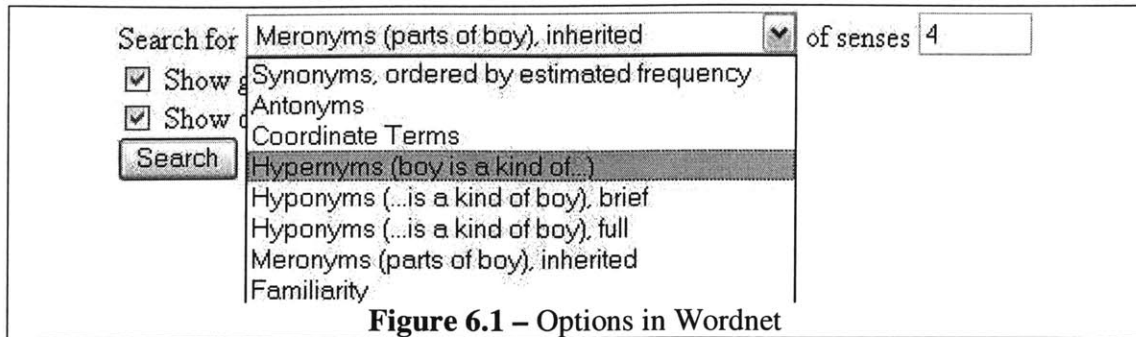 Search for Meronyms (parts of boy), inherited of senses 4
Show g Synonyms, ordered by estimated frequency
Antonyms
Show d
Coordinate Terms
Search Hypernyms (boy is a kind of...)
Hyponyms (...is a kind of boy), brief
Hyponyms (...is a kind of boy), full
Meronyms (parts of boy), inherited
Familiarity
Figure 6.1 – Options in Wordnet